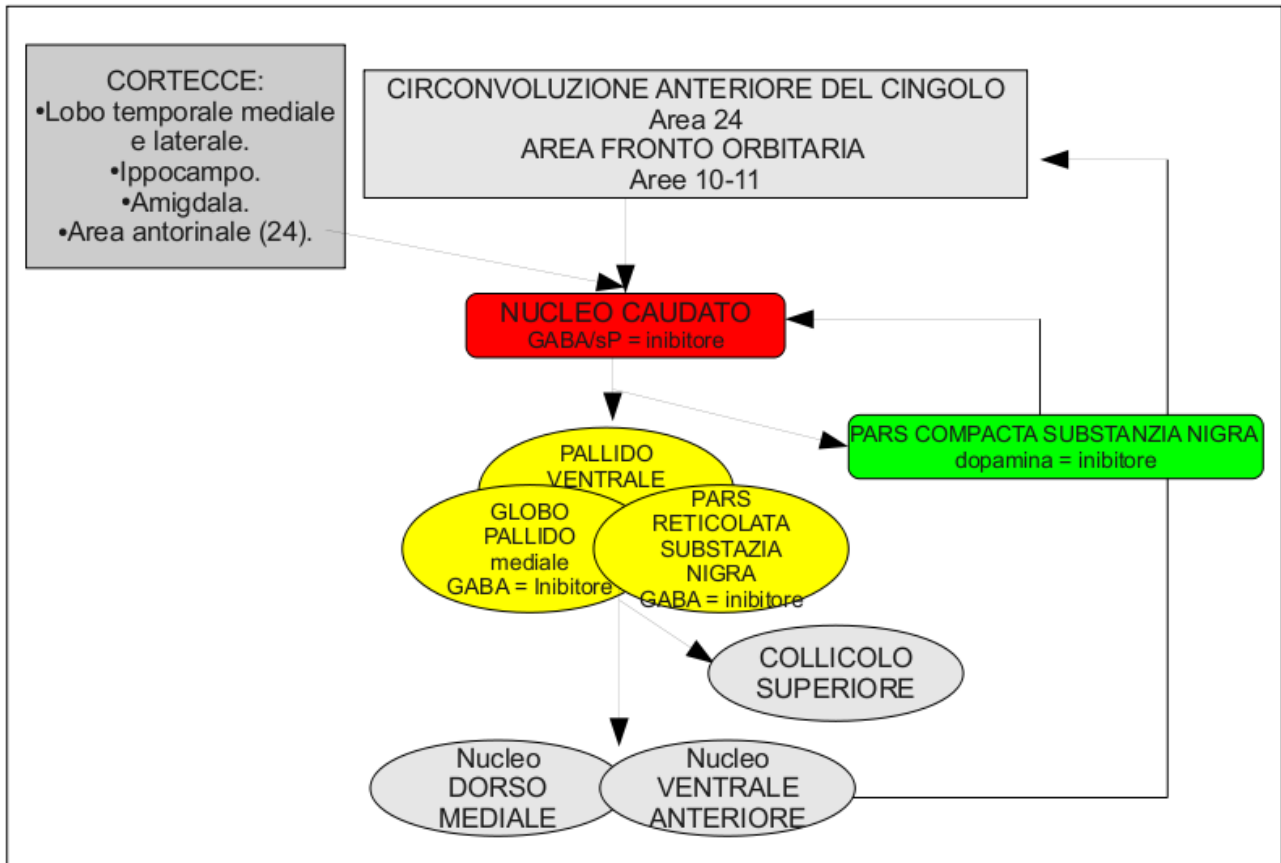 CORTECCE:
•Lobo temporale mediale
e laterale.
•Ippocampo.
•Amigdala.
•Area antorinale (24).
CIRCONVOLUZIONE ANTERIORE DEL CINGOLO
Area 24
AREA FRONTO ORBITARIA
Aree 10-11
NUCLEO CAUDATO
GABA/sP = inibitore
PARS COMPACTA SUBSTANZIA NIGRA
dopamina = inibitore
PALLIDO
VENTRALE
GLOBO
PALLIDO
mediale
GABA = Inibitore
PARS
RETICOLATA
SUBSTAZIA
NIGRA
GABA = inibitore
COLLICOLO
SUPERIORE
Nucleo
DORSO
MEDIALE
Nucleo
VENTRALE
ANTERIORE